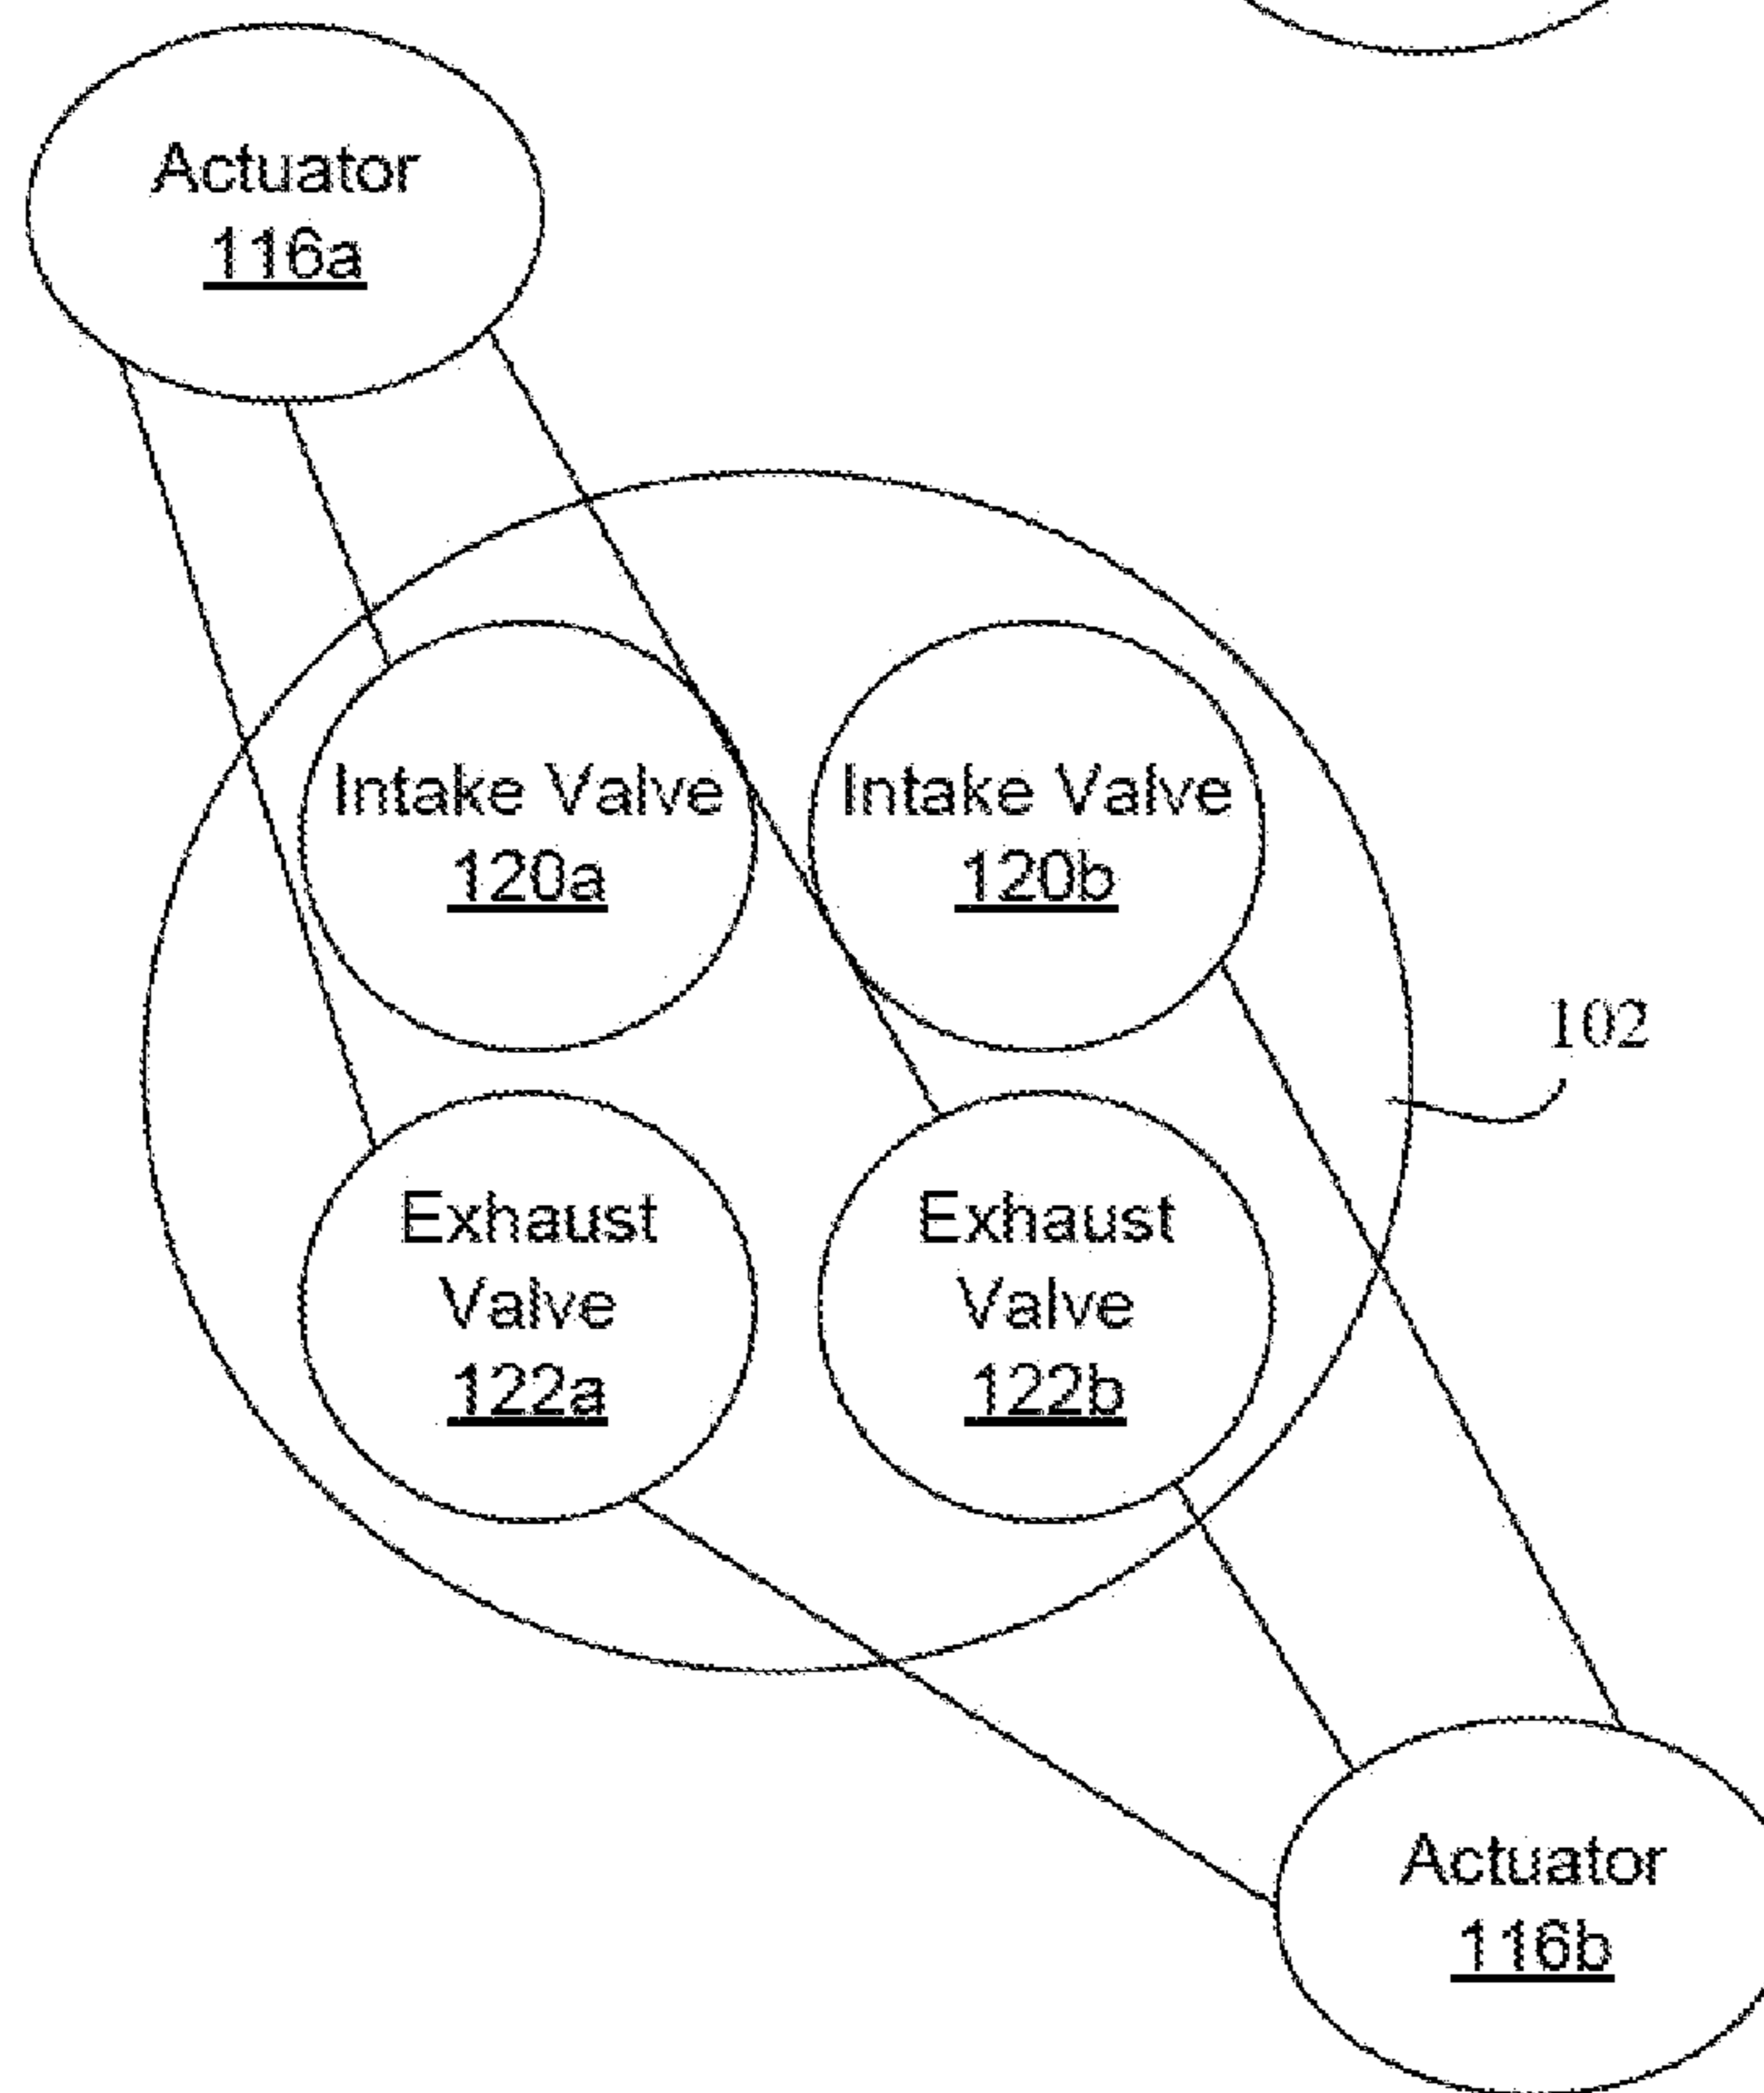 Actuator
116a
Intake Valve
120a
Intake Valve
120b
102
Exhaust
Valve
122a
Exhaust
Valve
122b
Actuator
116b